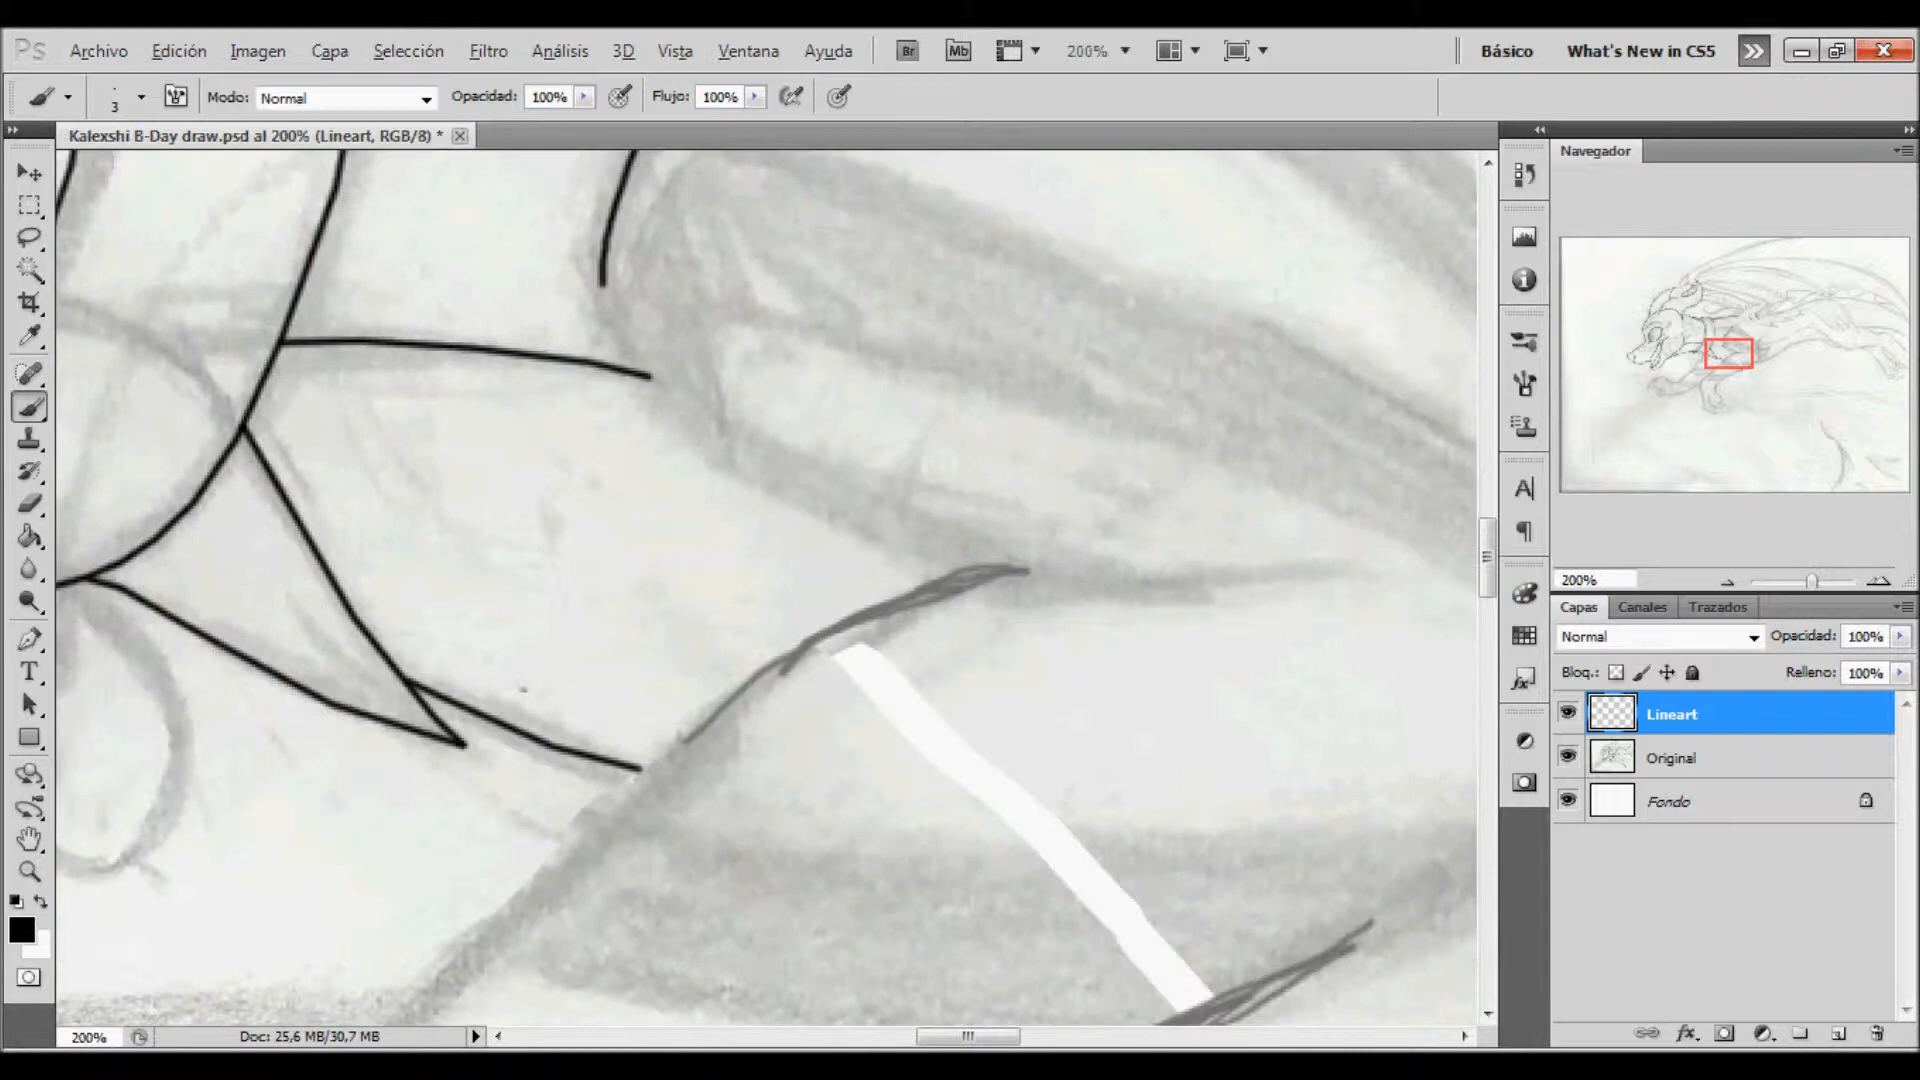 Ps Archivo Edición Imagen Capa Selección Filtro Análisis 3D Vista Ventana Ayuda Br Mb 200% Básico What's New in CS5
3 Modo: Normal Opacidad: 100% Flujo: 100%
Kalexshi B-Day draw.psd al 200% (Lineart, RGB/8) *
Navegador
200%
Capas Canales Trazados
Normal Opacidad: 100%
Bloq.: Relleno: 100%
Lineart
Original
Fondo
200% Doc: 25,6 MB/30,7 MB